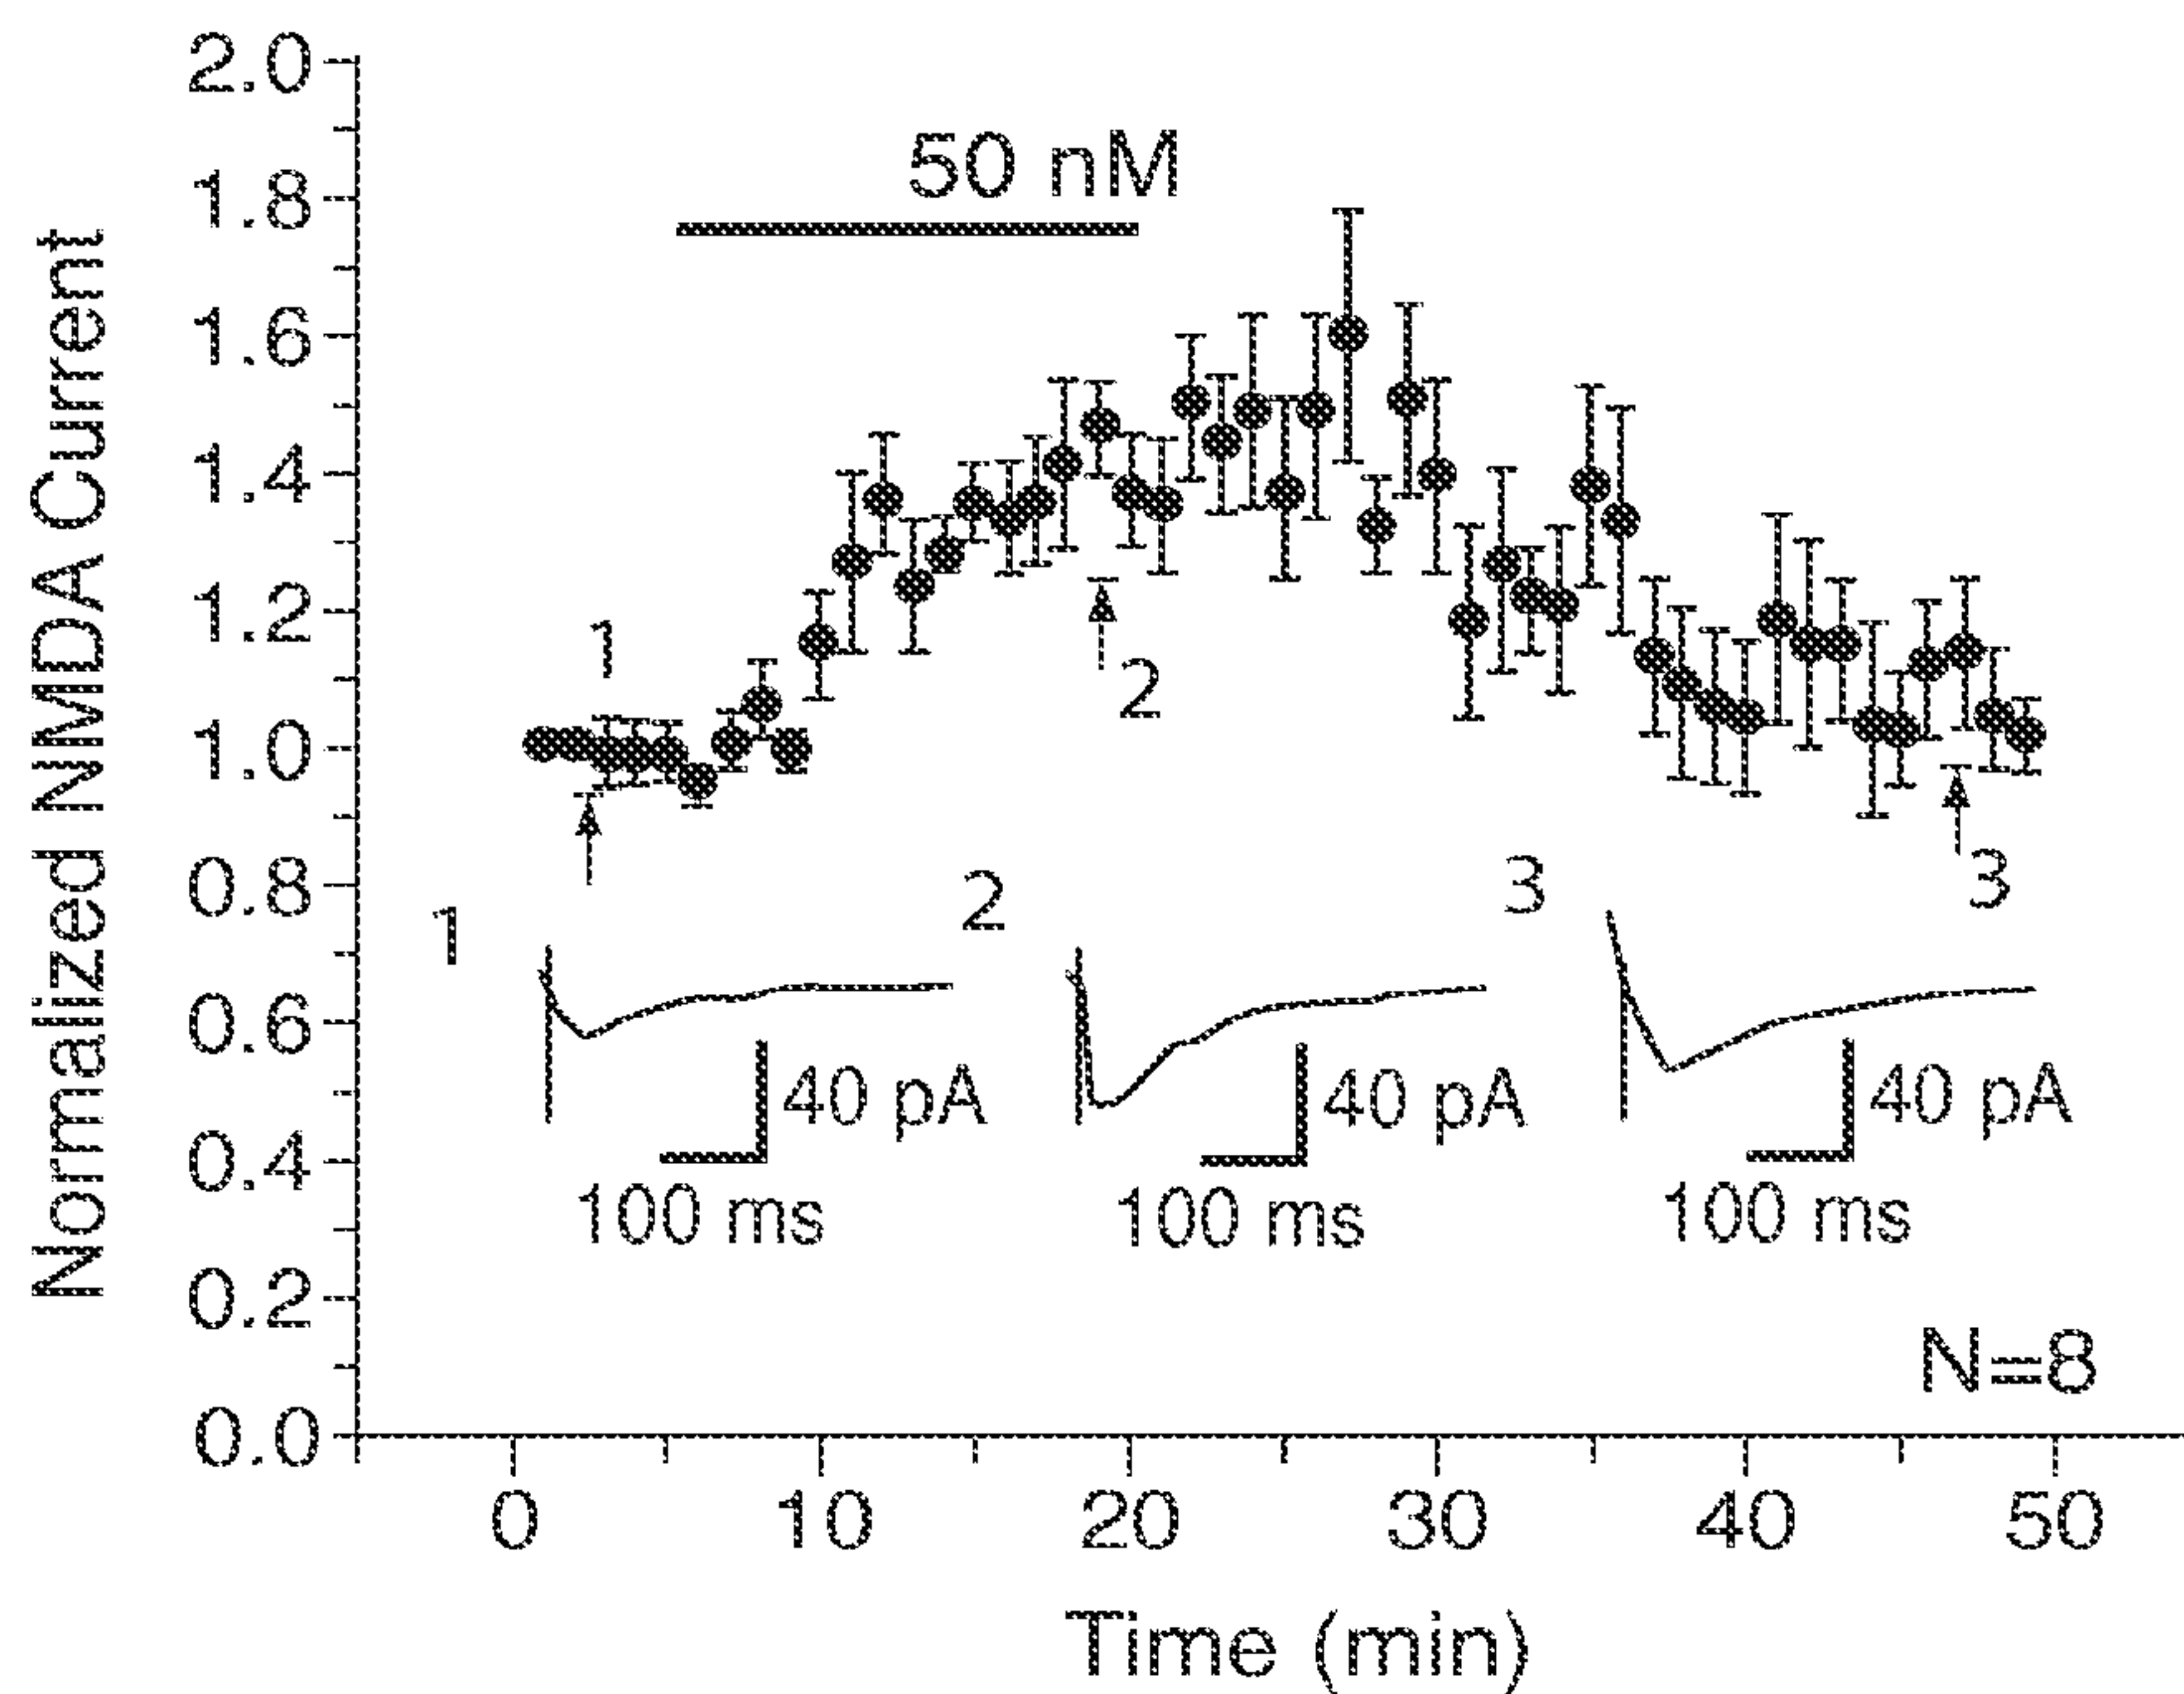 Normalized NMDA Current
2.0
1.8
1.6
1.4
1.2
1.0
0.8
0.6
0.4
0.2
0.0
50 nM
1
2
3
1
2
3
40 pA
100 ms
40 pA
100 ms
40 pA
100 ms
N=8
0 10 20 30 40 50
Time (min)